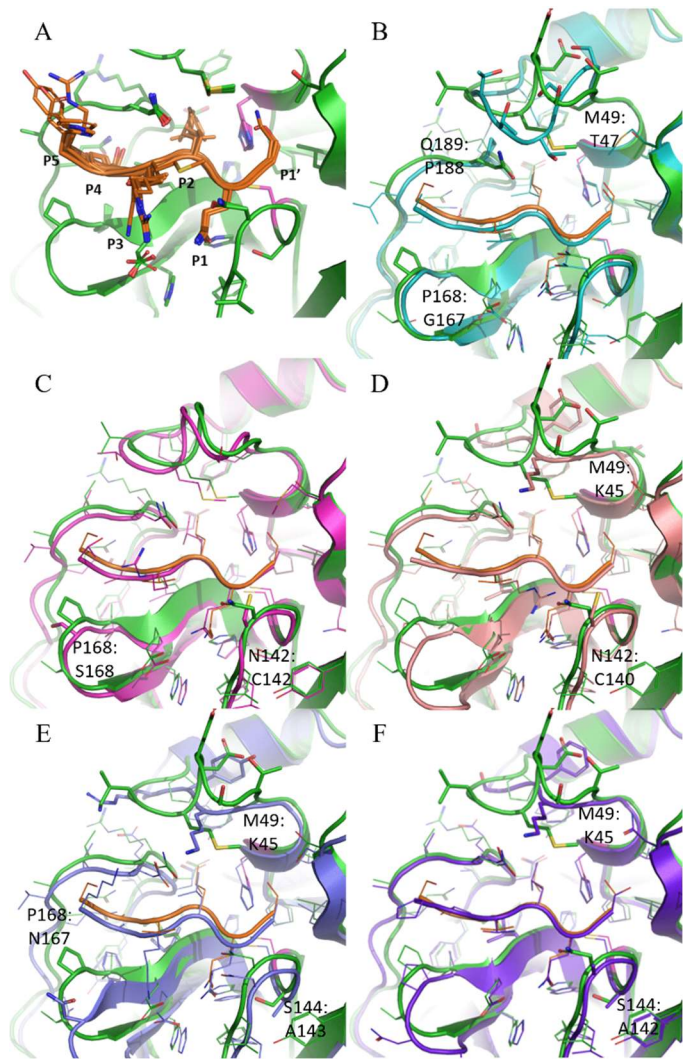 A
P5
P4
P2
P1'
P3
P1
B
M49:
T47
Q189:
P188
P168:
G167
C
P168:
S168
N142:
C142
D
M49:
K45
N142:
C140
E
M49:
K45
P168:
N167
S144:
A143
F
M49:
K45
S144:
A142